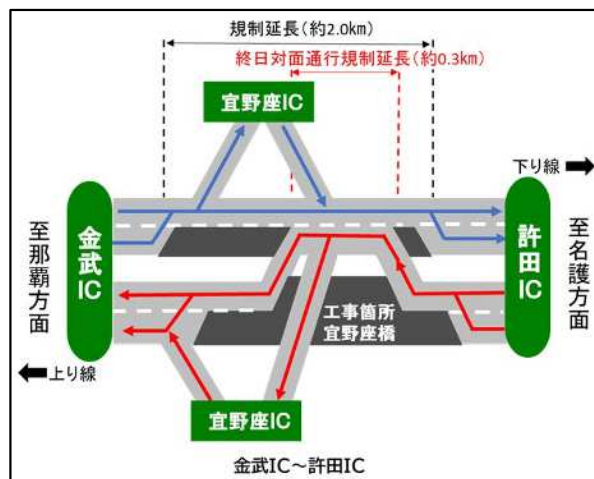 規制延長(約2.0km)
終日対面通行規制延長(約0.3km)
宜野座IC
下り線
至那覇方面
金武IC
許田IC
至名護方面
工事箇所
宜野座橋
上り線
宜野座IC
金武IC～許田IC